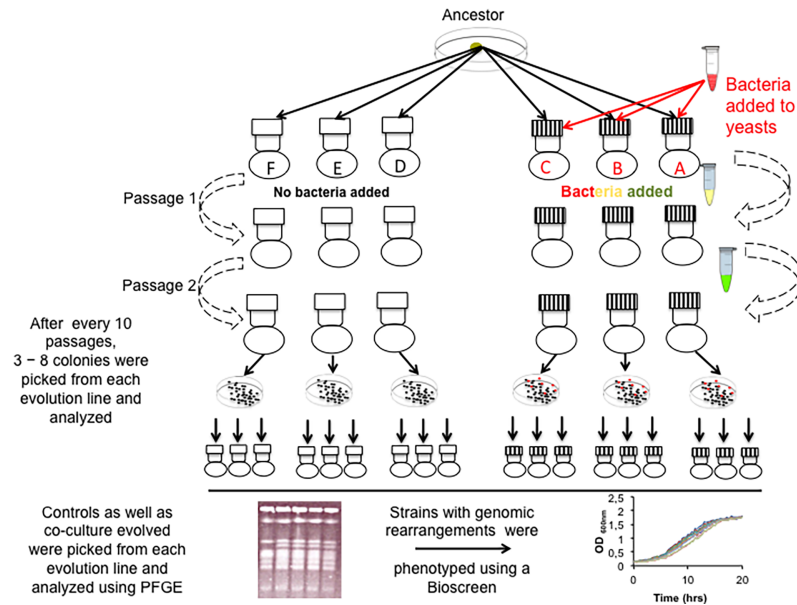 Ancestor
Bacteria
added to
yeasts
F
E
D
C
B
A
No bacteria added
Bacteria added
Passage 1
Passage 2
After every 10
passages,
3 – 8 colonies were
picked from each
evolution line and
analyzed
Controls as well as
co-culture evolved
were picked from each
evolution line and
analyzed using PFGE
Strains with genomic
rearrangements were
phenotyped using a
Bioscreen
OD 600nm
2,5
2
1,5
1
0,5
0
0
10
20
Time (hrs)